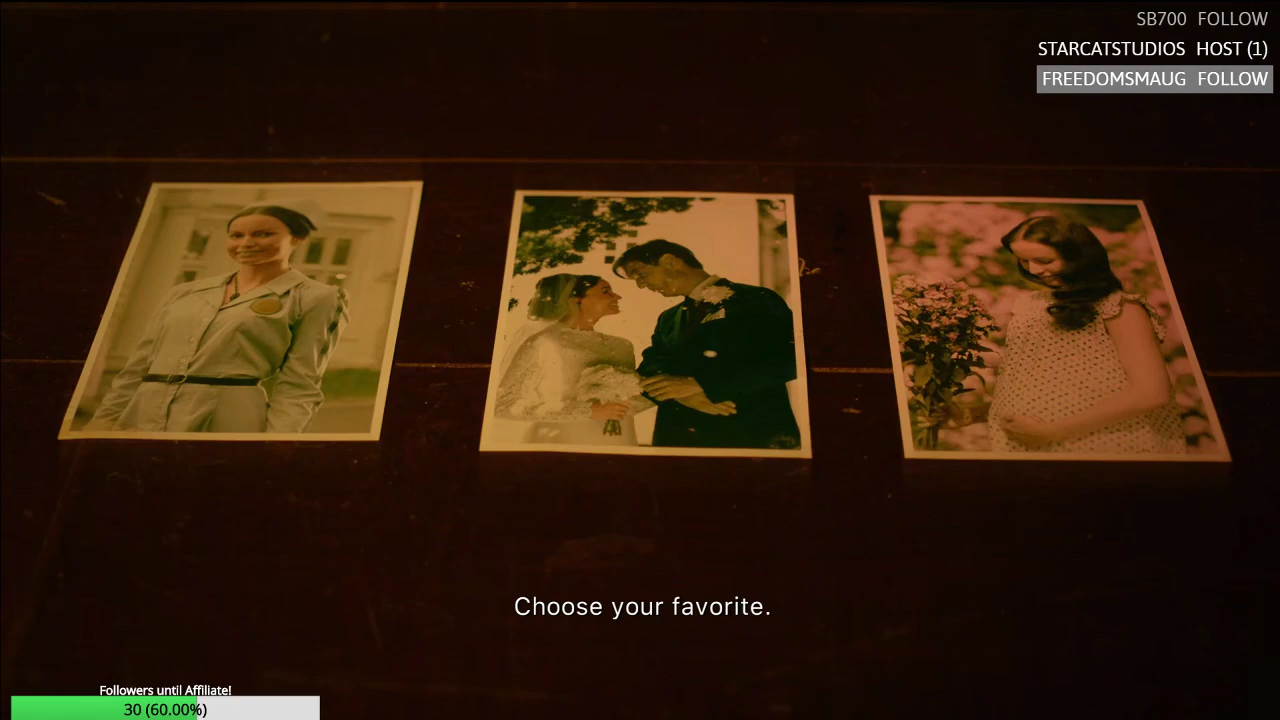 SB700 FOLLOW
STARCATSTUDIOS HOST (1)
FREEDOMSMAUG FOLLOW
Choose your favorite.
Followers until Affiliate!
30 (60.00%)